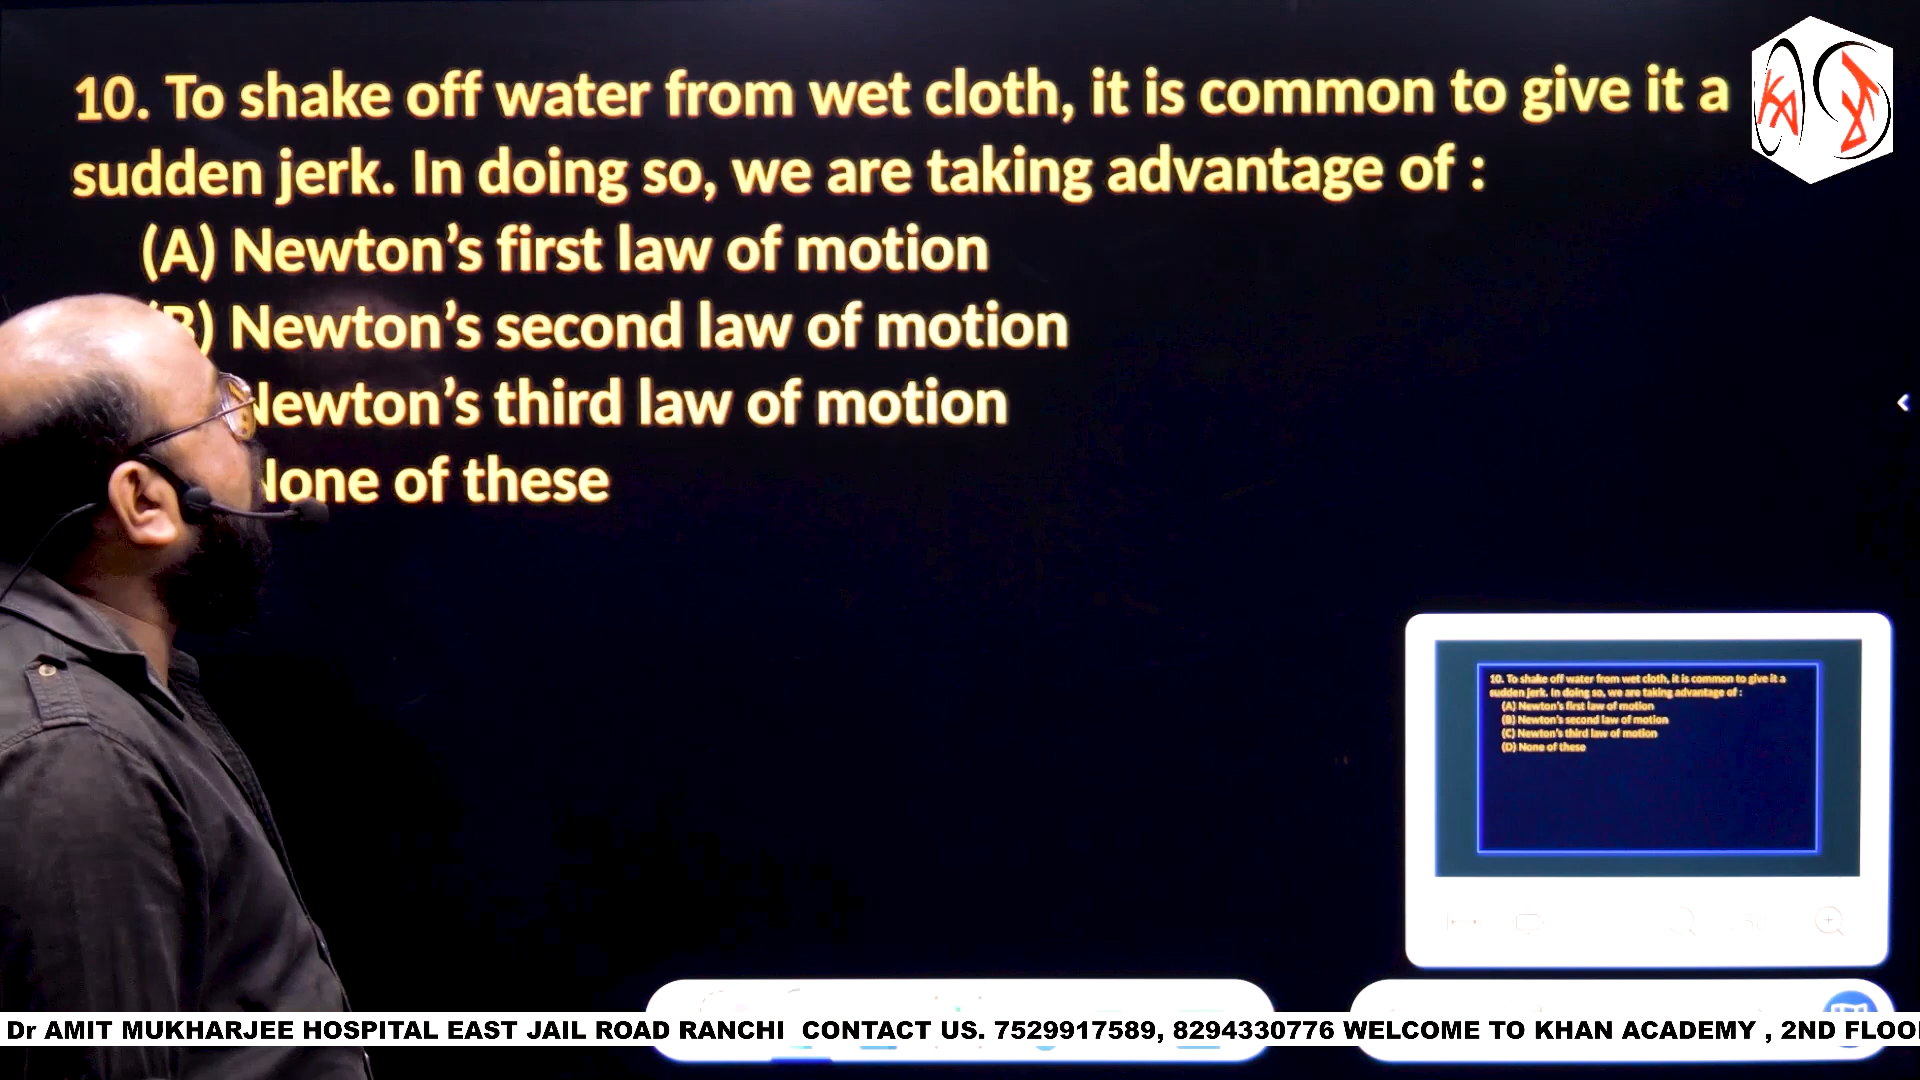 10. To shake off water from wet cloth, it is common to give it a
sudden jerk. In doing so, we are taking advantage of :
(A) Newton's first law of motion
(B) Newton's second law of motion
Newton's third law of motion
None of these
10. To shake off water from wet cloth, it is common to give it a
sudden jerk. In doing so, we are taking advantage of :
(A) Newton's first law of motion
(B) Newton's second law of motion
(C) Newton's third law of motion
(D) None of these
Dr AMIT MUKHARJEE HOSPITAL EAST JAIL ROAD RANCHI CONTACT US. 7529917589, 8294330776 WELCOME TO KHAN ACADEMY , 2ND FLOO